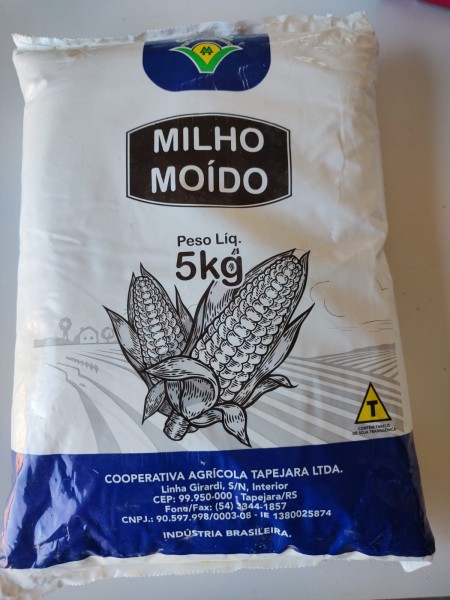 MILHO
MOÍDO
Peso Líq.
5kg
T
COOPERATIVA AGRÍCOLA TAPEJARA LTDA.
Linha Girardi, S/N, Interior
CEP: 99.950-000 - Tapejara/RS
Fone/Fax: (54) 3344-1857
CNPJ.: 90.597.998/0003-08 - IE 1380025874
INDÚSTRIA BRASILEIRA.